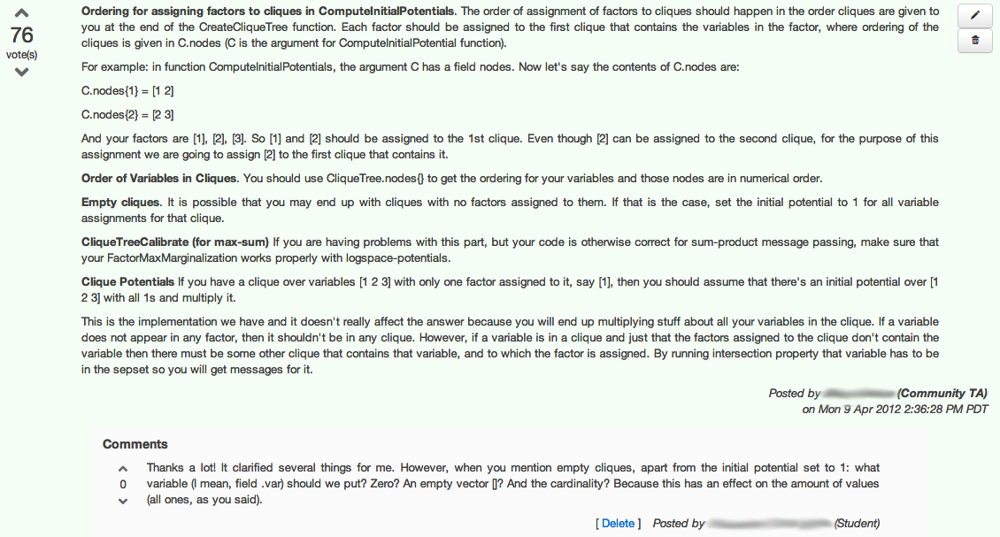 Ordering for assigning factors to cliques in ComputeInitialPotentials. The order of assignment of factors to cliques should happen in the order cliques are given to
76
you at the end of the CreateCliqueTree function. Each factor should be assigned to the first clique that contains the variables in the factor, where ordering of the
vote(s)
cliques is given in C.nodes (C is the argument for ComputeInitialPotential function).
For example: in function ComputeInitialPotentials, the argument C has a field nodes. Now let's say the contents of C.nodes are:
C.nodes{1} = [1 2]
C.nodes{2} = [2 3]
And your factors are [1], [2], [3]. So [1] and [2] should be assigned to the 1st clique. Even though [2] can be assigned to the second clique, for the purpose of this
assignment we are going to assign [2] to the first clique that contains it.
Order of Variables in Cliques. You should use CliqueTree.nodes{} to get the ordering for your variables and those nodes are in numerical order.
Empty cliques. It is possible that you may end up with cliques with no factors assigned to them. If that is the case, set the initial potential to 1 for all variable
assignments for that clique.
CliqueTreeCalibrate (for max-sum) If you are having problems with this part, but your code is otherwise correct for sum-product message passing, make sure that
your FactorMaxMarginalization works properly with logspace-potentials.
Clique Potentials If you have a clique over variables [1 2 3] with only one factor assigned to it, say [1], then you should assume that there's an initial potential over [1
2 3] with all 1s and multiply it.
This is the implementation we have and it doesn't really affect the answer because you will end up multiplying stuff about all your variables in the clique. If a variable
does not appear in any factor, then it shouldn't be in any clique. However, if a variable is in a clique and just that the factors assigned to the clique don't contain the
variable then there must be some other clique that contains that variable, and to which the factor is assigned. By running intersection property that variable has to be
in the sepset so you will get messages for it.
Posted by (Community TA)
on Mon 9 Apr 2012 2:36:28 PM PDT
Comments
Thanks a lot! It clarified several things for me. However, when you mention empty cliques, apart from the initial potential set to 1: what
0
variable (I mean, field .var) should we put? Zero? An empty vector []? And the cardinality? Because this has an effect on the amount of values
(all ones, as you said).
[ Delete ] Posted by (Student)